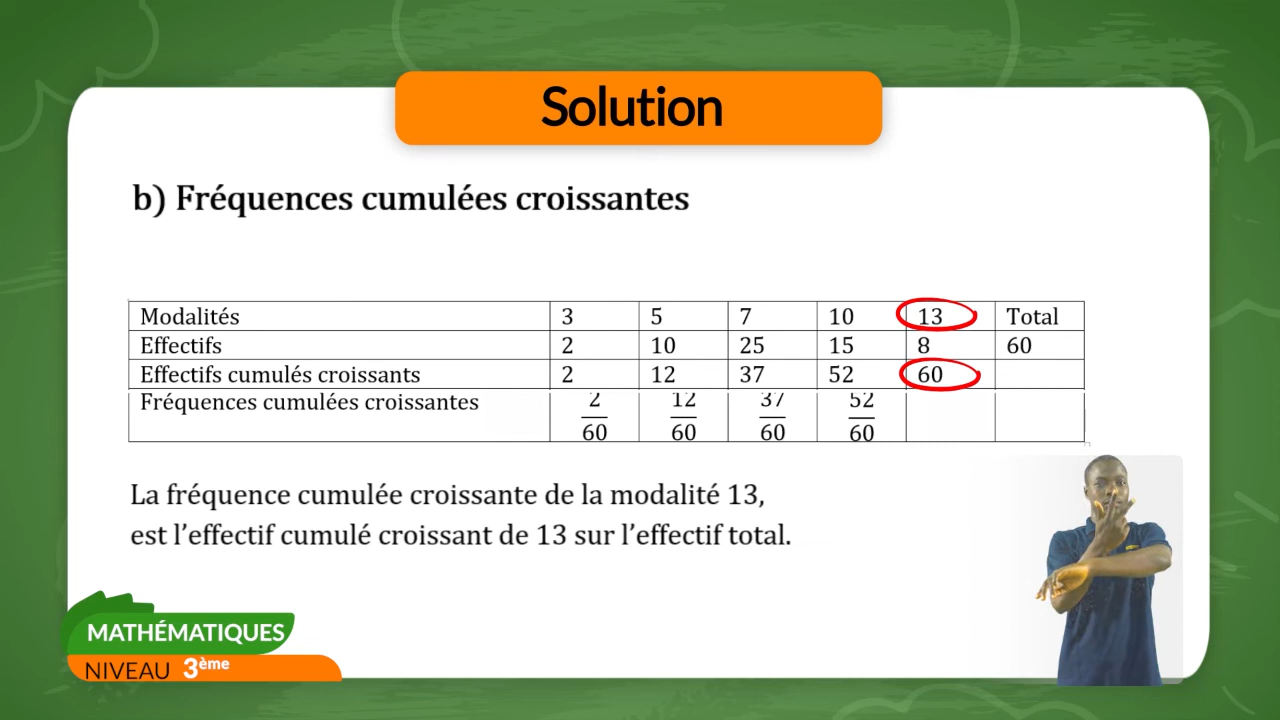 Solution
b) Fréquences cumulées croissantes
Modalités 3 5 7 10 13 Total
Effectifs 2 10 25 15 8 60
Effectifs cumulés croissants 2 12 37 52 60
Fréquences cumulées croissantes 2/60 12/60 37/60 52/60
La fréquence cumulée croissante de la modalité 13,
est l’effectif cumulé croissant de 13 sur l’effectif total.
MATHÉMATIQUES
NIVEAU 3ème